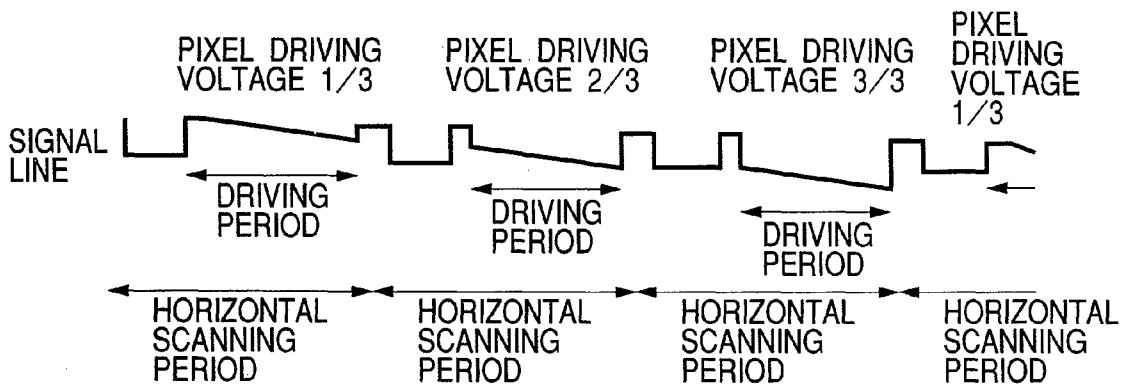 PIXEL DRIVING
VOLTAGE 1/3
PIXEL DRIVING
VOLTAGE 2/3
PIXEL DRIVING
VOLTAGE 3/3
PIXEL
DRIVING
VOLTAGE
1/3
SIGNAL
LINE
DRIVING
PERIOD
DRIVING
PERIOD
DRIVING
PERIOD
HORIZONTAL
SCANNING
PERIOD
HORIZONTAL
SCANNING
PERIOD
HORIZONTAL
SCANNING
PERIOD
HORIZONTAL
SCANNING
PERIOD